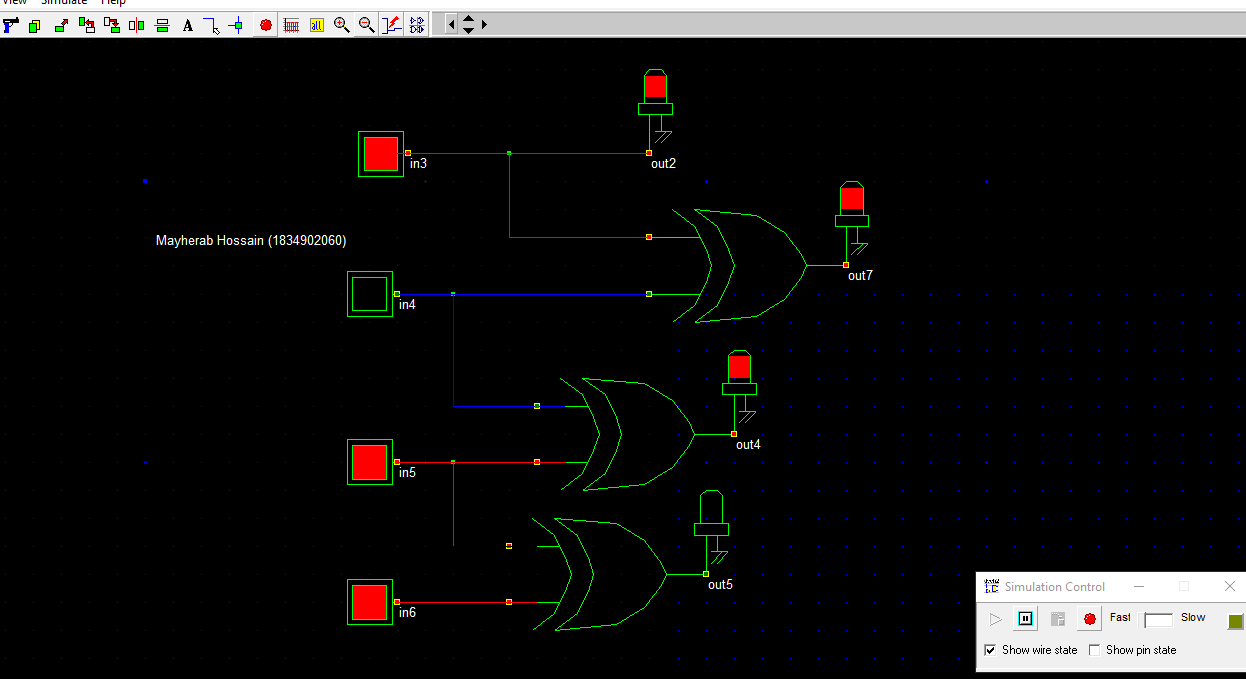 View Simulate Help
A
all
in3
out2
out7
Mayherab Hossain (1834902060)
in4
out4
in5
out5
in6
Simulation Control
Fast Slow
Show wire state Show pin state